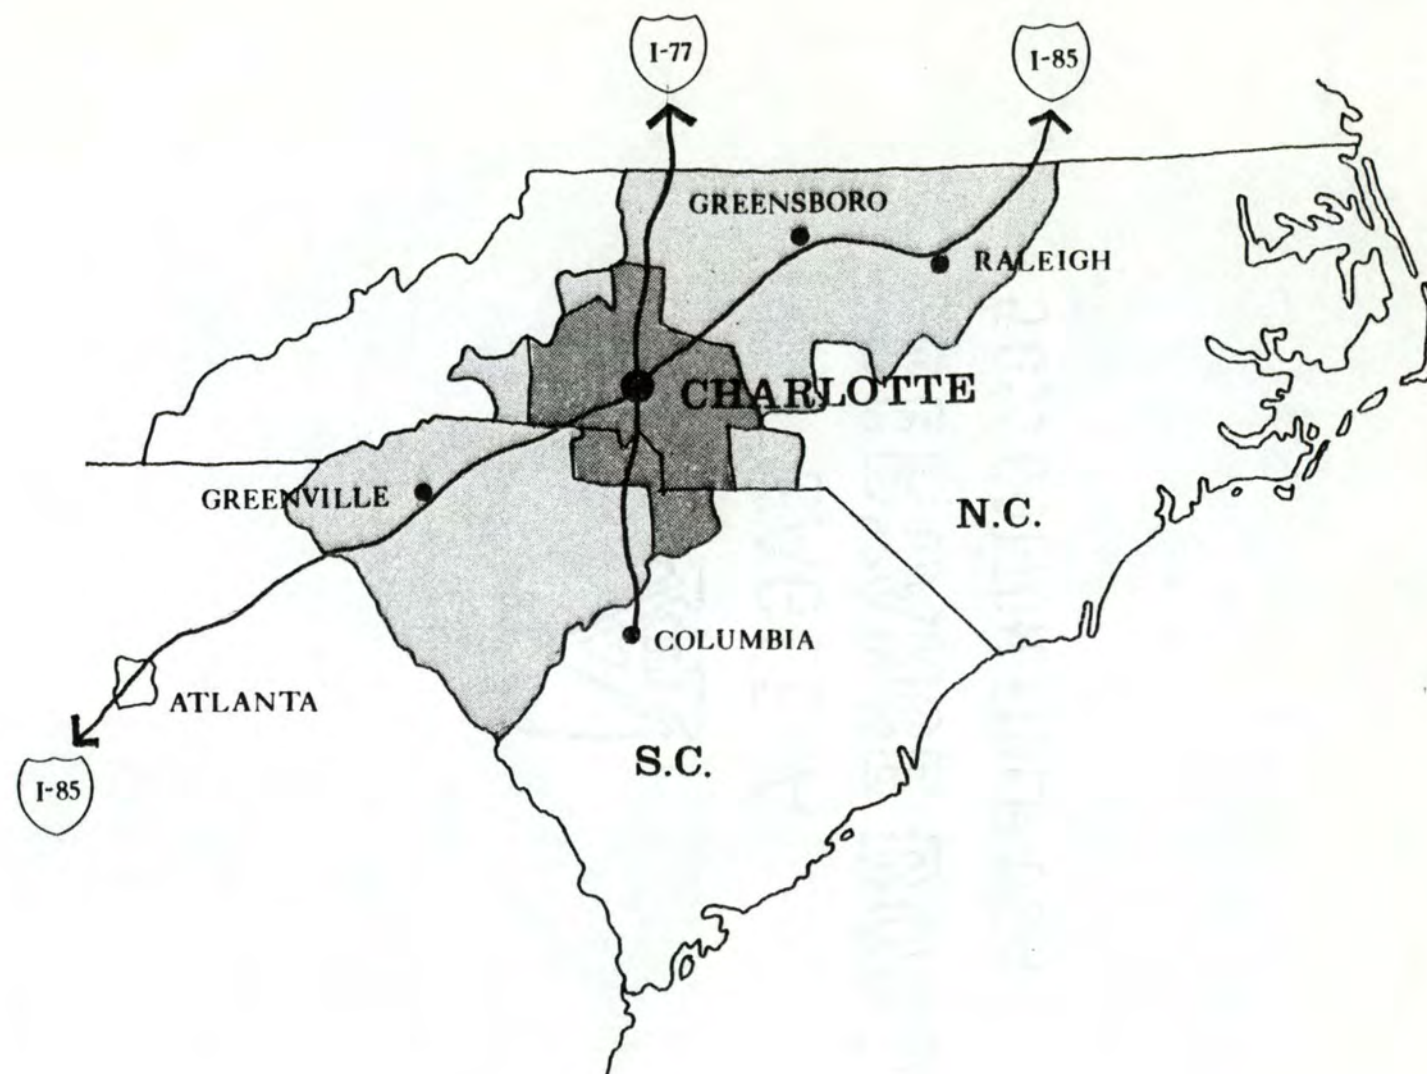 I-77
I-85
GREENSBORO
RALEIGH
CHARLOTTE
GREENVILLE
N.C.
COLUMBIA
ATLANTA
S.C.
I-85